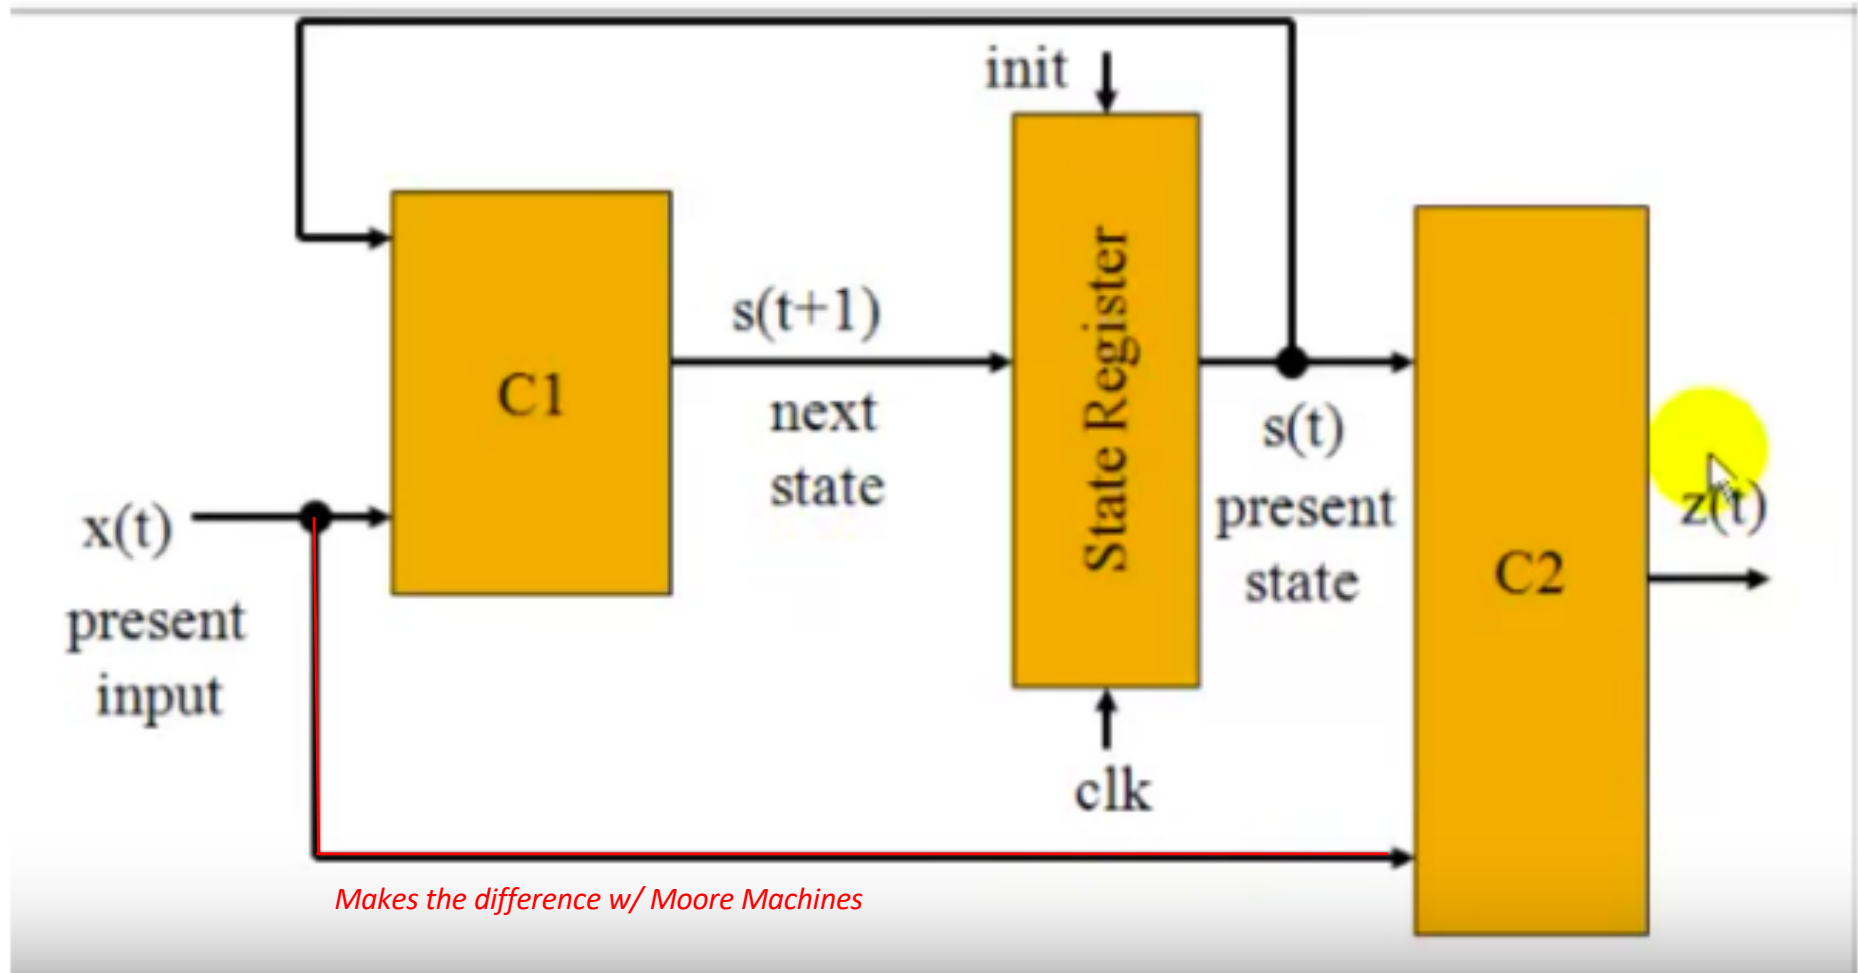 init
C1
s(t+1)
next
state
State Register
s(t)
present
state
x(t)
present
input
C2
z(t)
clk
Makes the difference w/ Moore Machines